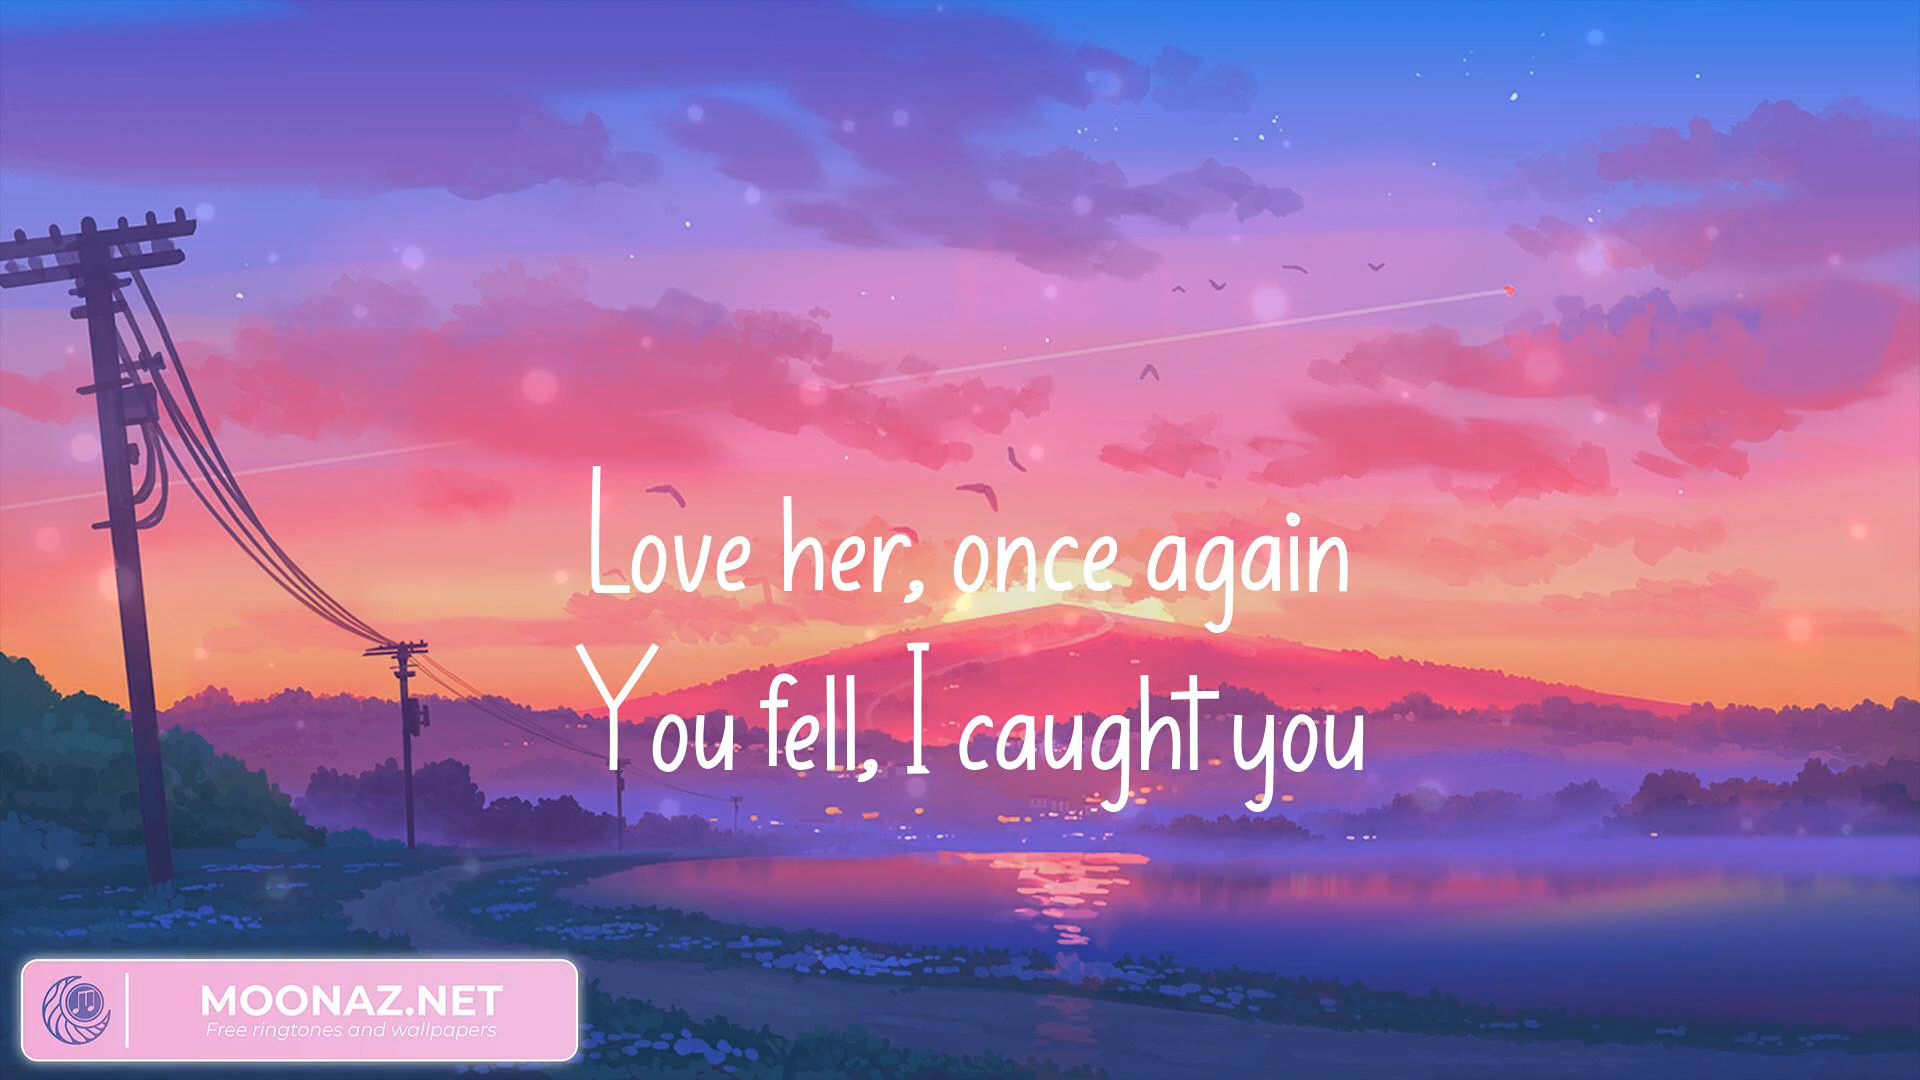 Love her, once again
You fell, I caught you
MOONAZ.NET
Free ringtones and wallpapers